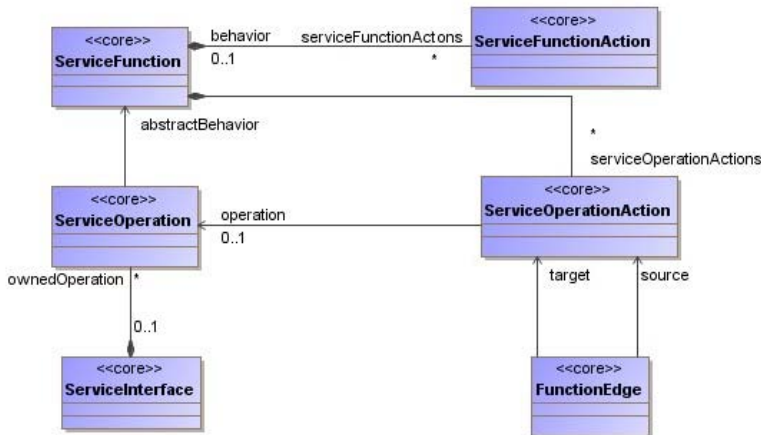 <<core>>
ServiceFunction
behavior
0..1
serviceFunctionActons
*
<<core>>
ServiceFunctionAction
abstractBehavior
*
serviceOperationActions
<<core>>
ServiceOperation
operation
0..1
<<core>>
ServiceOperationAction
ownedOperation
*
target
source
0..1
<<core>>
ServiceInterface
<<core>>
FunctionEdge